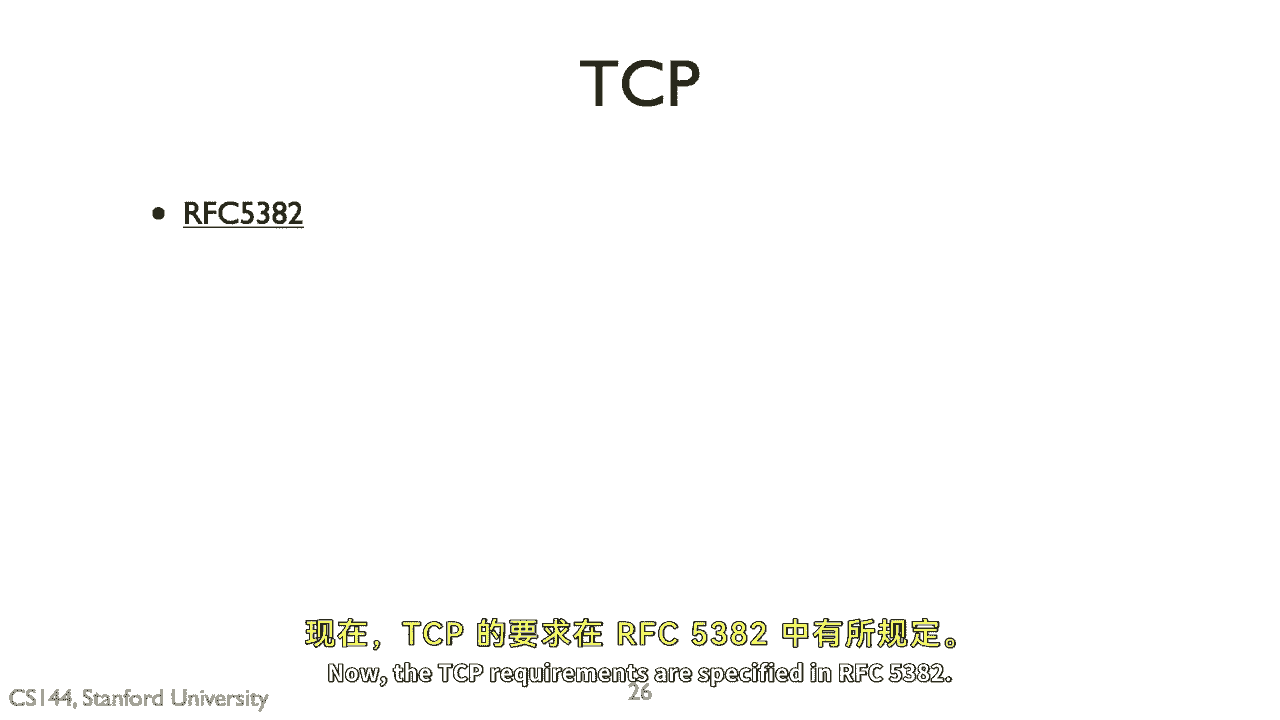 TCP
• RFC5382
现在，TCP 的要求在 RFC 5382 中有所规定。
Now, the TCP requirements are specified in RFC 5382.
26
CS144, Stanford University